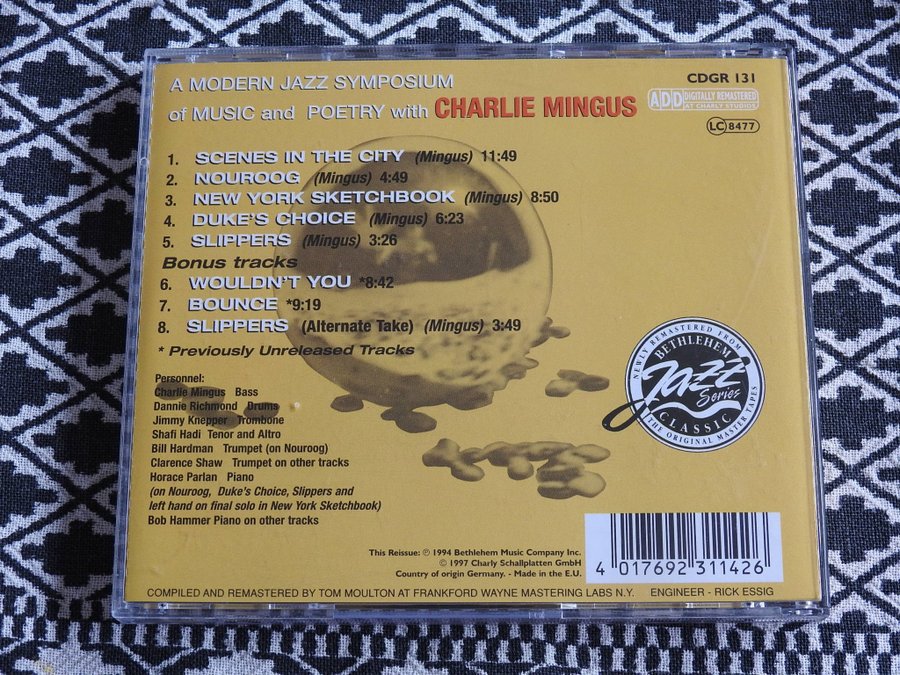 A MODERN JAZZ SYMPOSIUM
of MUSIC and POETRY with CHARLIE MINGUS
CDGR 131
ADD DIGITALLY REMASTERED
AT CHARLY STUDIOS
LC 8477
1. SCENES IN THE CITY (Mingus) 11:49
2. NOUROOG (Mingus) 4:49
3. NEW YORK SKETCHBOOK (Mingus) 8:50
4. DUKE'S CHOICE (Mingus) 6:23
5. SLIPPERS (Mingus) 3:26
Bonus tracks
6. WOULDN'T YOU *8:42
7. BOUNCE *9:19
8. SLIPPERS (Alternate Take) (Mingus) 3:49
* Previously Unreleased Tracks
NEWLY REMASTERED FROM
BETHLEHEM
Jazz
Series
CLASSIC
THE ORIGINAL MASTER TAPES
Personnel:
Charlie Mingus Bass
Dannie Richmond Drums
Jimmy Knepper Trombone
Shafi Hadi Tenor and Altro
Bill Hardman Trumpet (on Nouroog)
Clarence Shaw Trumpet on other tracks
Horace Parlan Piano
(on Nouroog, Duke's Choice, Slippers and
left hand on final solo in New York Sketchbook)
Bob Hammer Piano on other tracks
This Reissue: ℗ 1994 Bethlehem Music Company Inc.
© 1997 Charly Schallplatten GmbH
Country of origin Germany. - Made in the E.U.
4 017692 311426
COMPILED AND REMASTERED BY TOM MOULTON AT FRANKFORD WAYNE MASTERING LABS N.Y. ENGINEER - RICK ESSIG